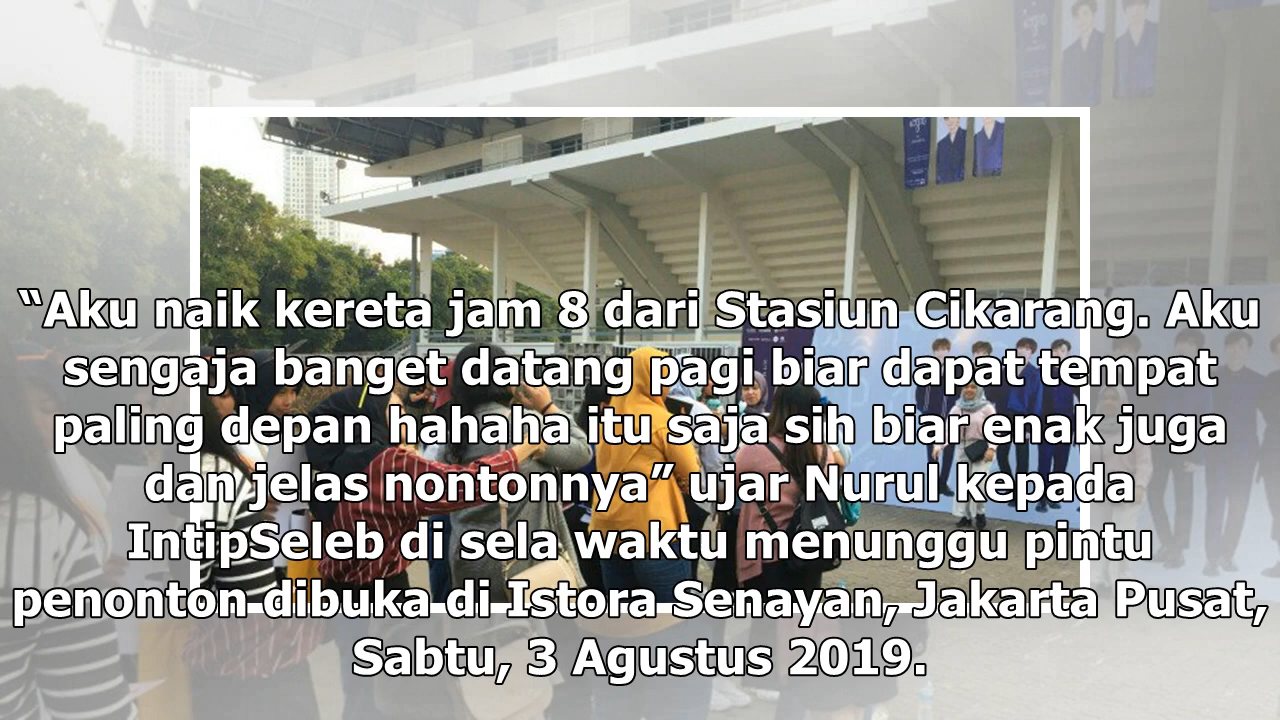 “Aku naik kereta jam 8 dari Stasiun Cikarang. Aku
sengaja banget datang pagi biar dapat tempat
paling depan hahaha itu saja sih biar enak juga
dan jelas nontonnya” ujar Nurul kepada
IntipSeleb di sela waktu menunggu pintu
penonton dibuka di Istora Senayan, Jakarta Pusat,
Sabtu, 3 Agustus 2019.